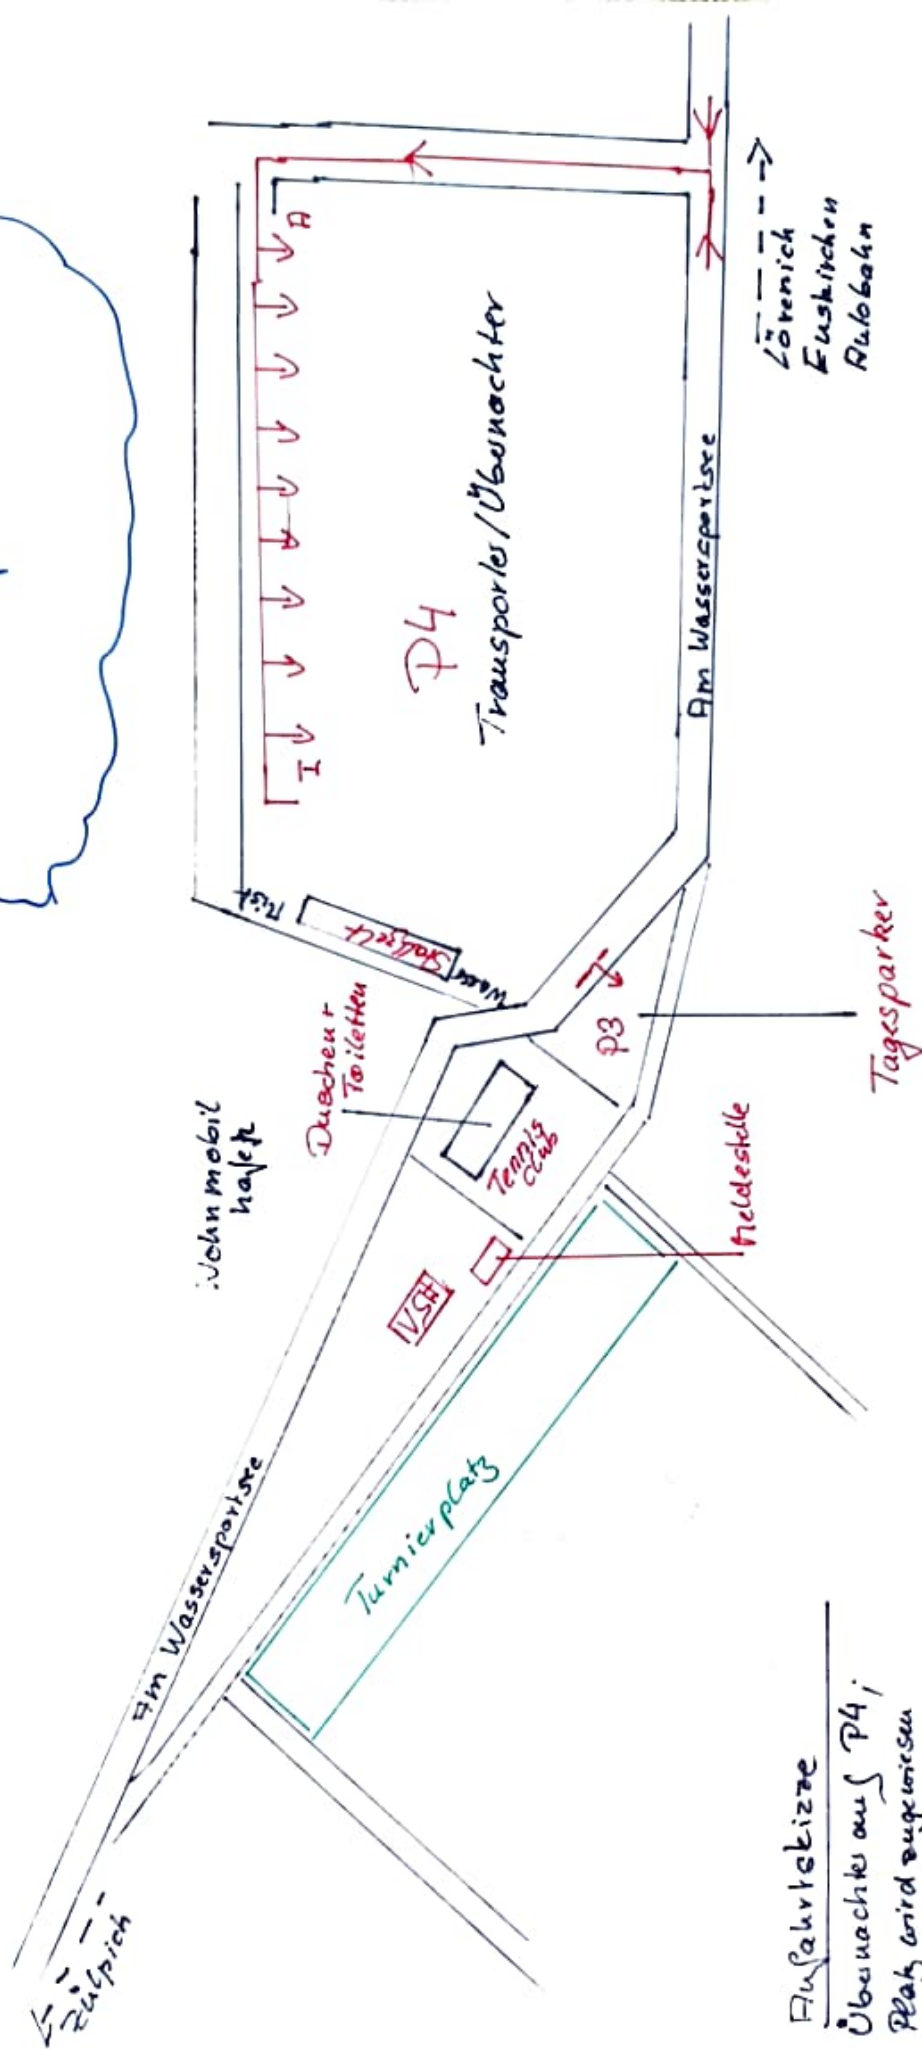 Zülpich
Am Wassersportsee
Wohnmobil
hafen
Duschen+
Toiletten
Mist
Stallzelt
Wasser
I
A
P4
Transporter/Übernachter
Tennis
club
P3
Turnierplatz
Meldestelle
Tagesparker
Am Wassersportsee
Lövenich
Euskirchen
Autobahn
Anfahrtskizze
Übernachter auf P4;
Platz wird zugewiesen